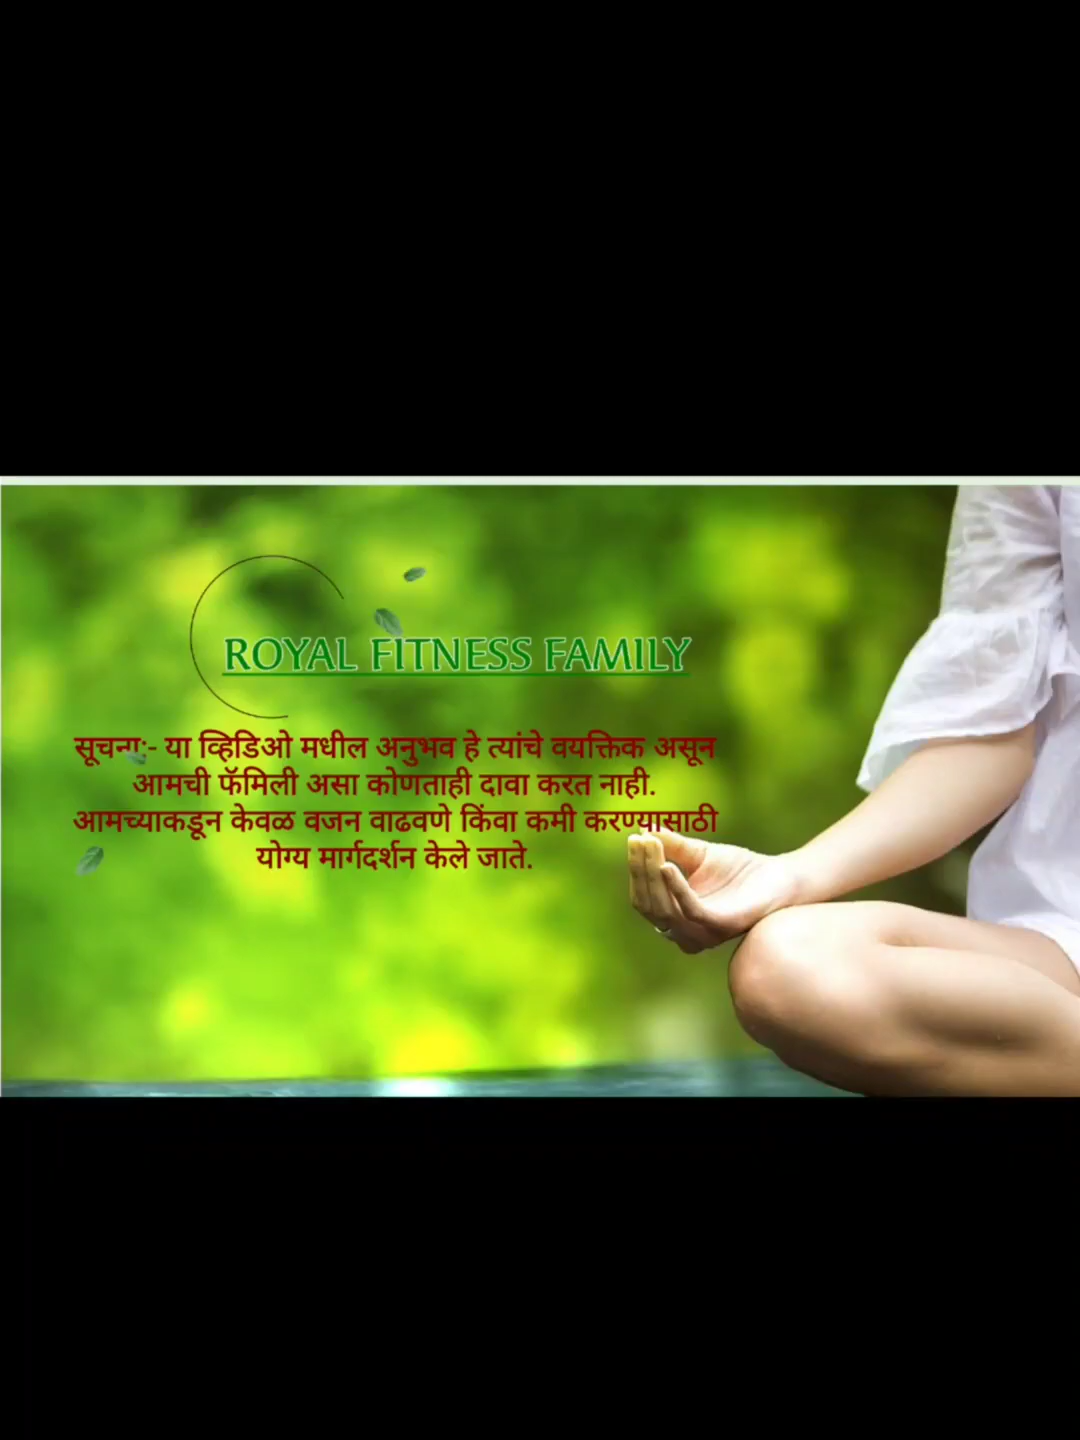 ROYAL FITNESS FAMILY
सूचना:- या व्हिडिओ मधील अनुभव हे त्यांचे वयक्तिक असून
आमची फॅमिली असा कोणताही दावा करत नाही.
आमच्याकडून केवळ वजन वाढवणे किंवा कमी करण्यासाठी
योग्य मार्गदर्शन केले जाते.